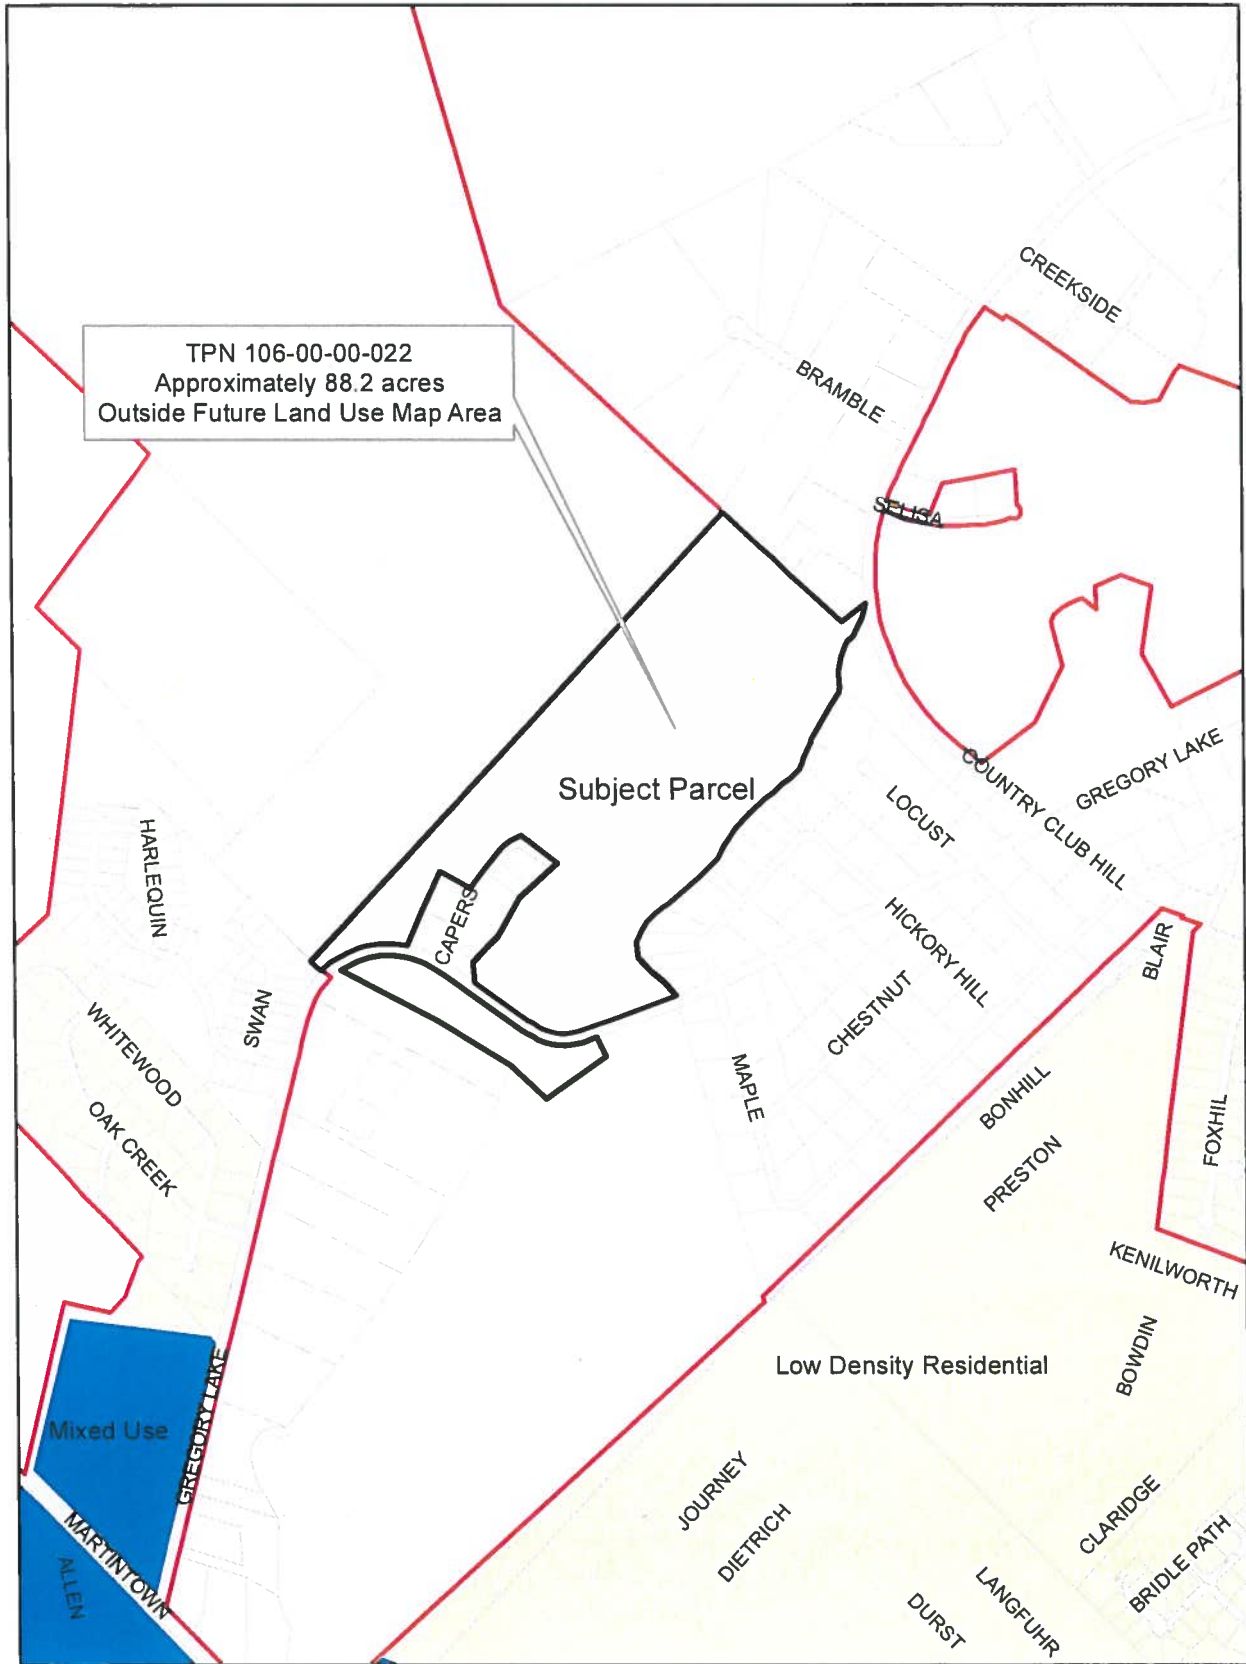 CREEKSIDE
TPN 106-00-00-022
Approximately 88.2 acres
Outside Future Land Use Map Area
BRAMBLE
SELISA
GREGORY LAKE
COUNTRY CLUB HILL
Subject Parcel
LOCUST
HARLEQUIN
CAPERS
HICKORY HILL
BLAIR
SWAN
CHESTNUT
WHITEWOOD
MAPLE
BONHILL
FOXHIL
OAK CREEK
PRESTON
KENILWORTH
BOWDIN
Low Density Residential
GREGORY LAKE
Mixed Use
JOURNEY
DIETRICH
CLARIDGE
BRIDLE PATH
MARTINTOWN
ALLEN
LANGFUHR
DURST